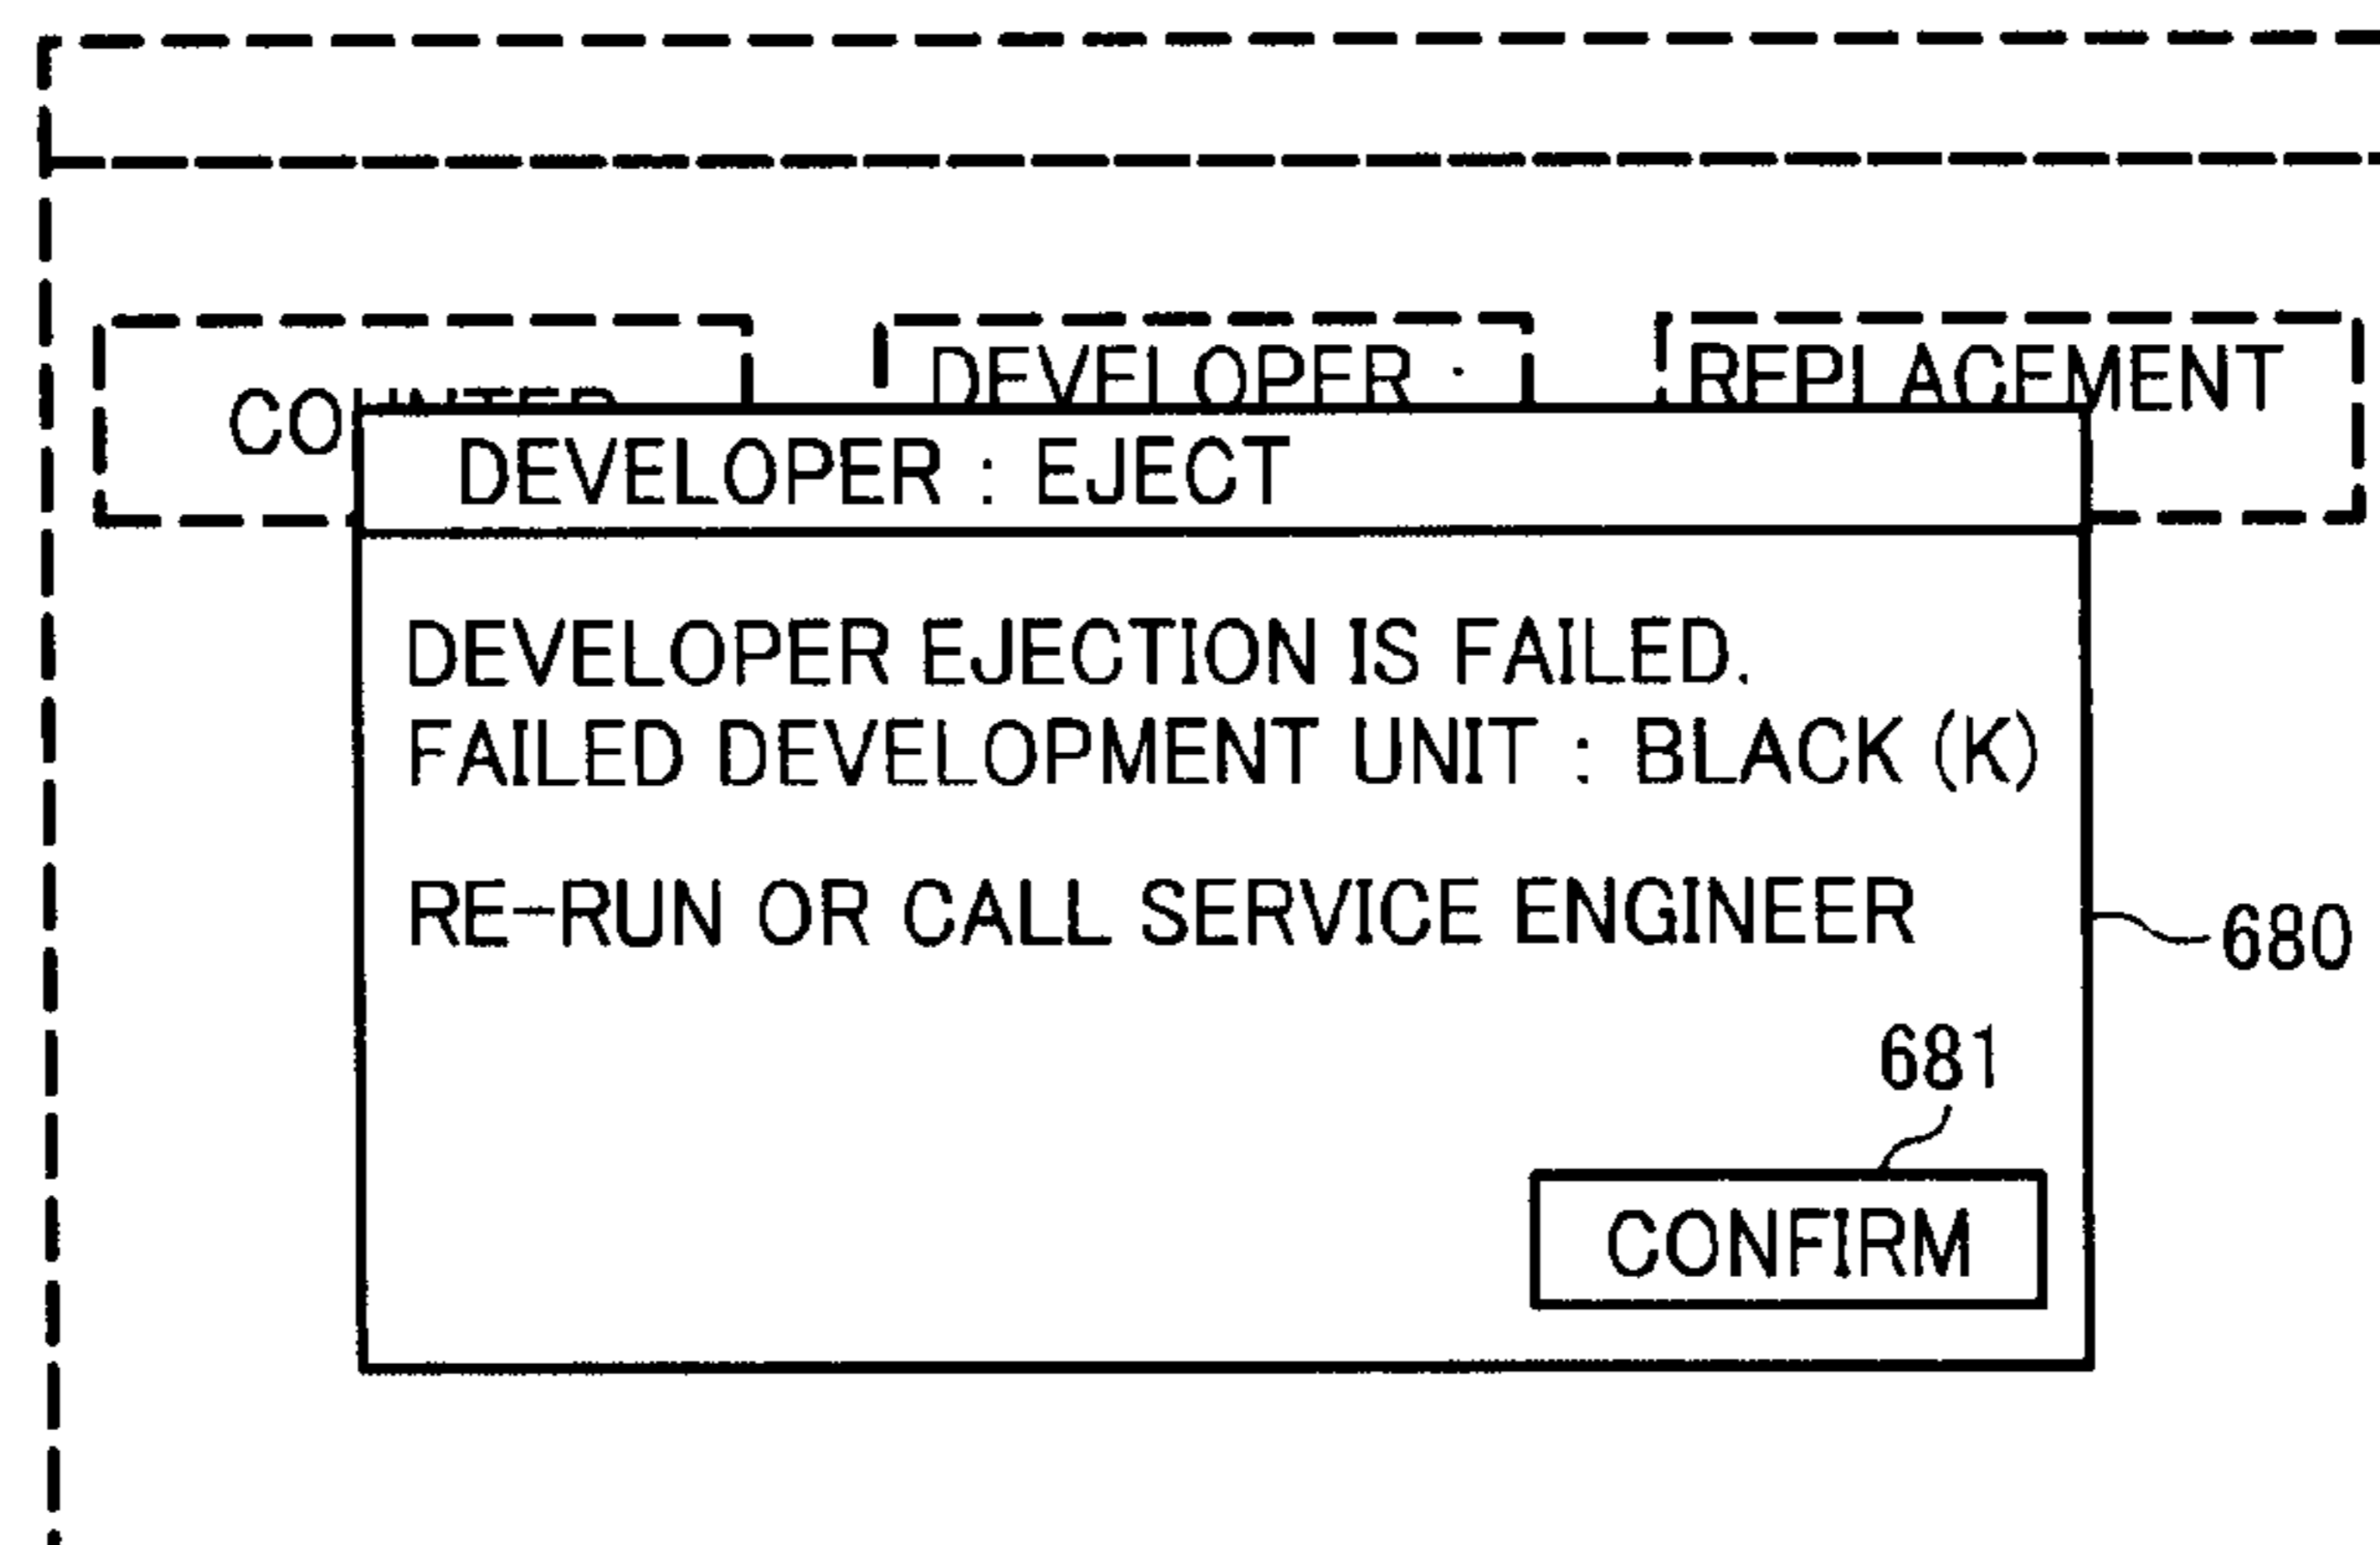 COUNTER
DEVELOPER :
REPLACEMENT
DEVELOPER : EJECT
DEVELOPER EJECTION IS FAILED.
FAILED DEVELOPMENT UNIT : BLACK (K)
RE-RUN OR CALL SERVICE ENGINEER
680
681
CONFIRM